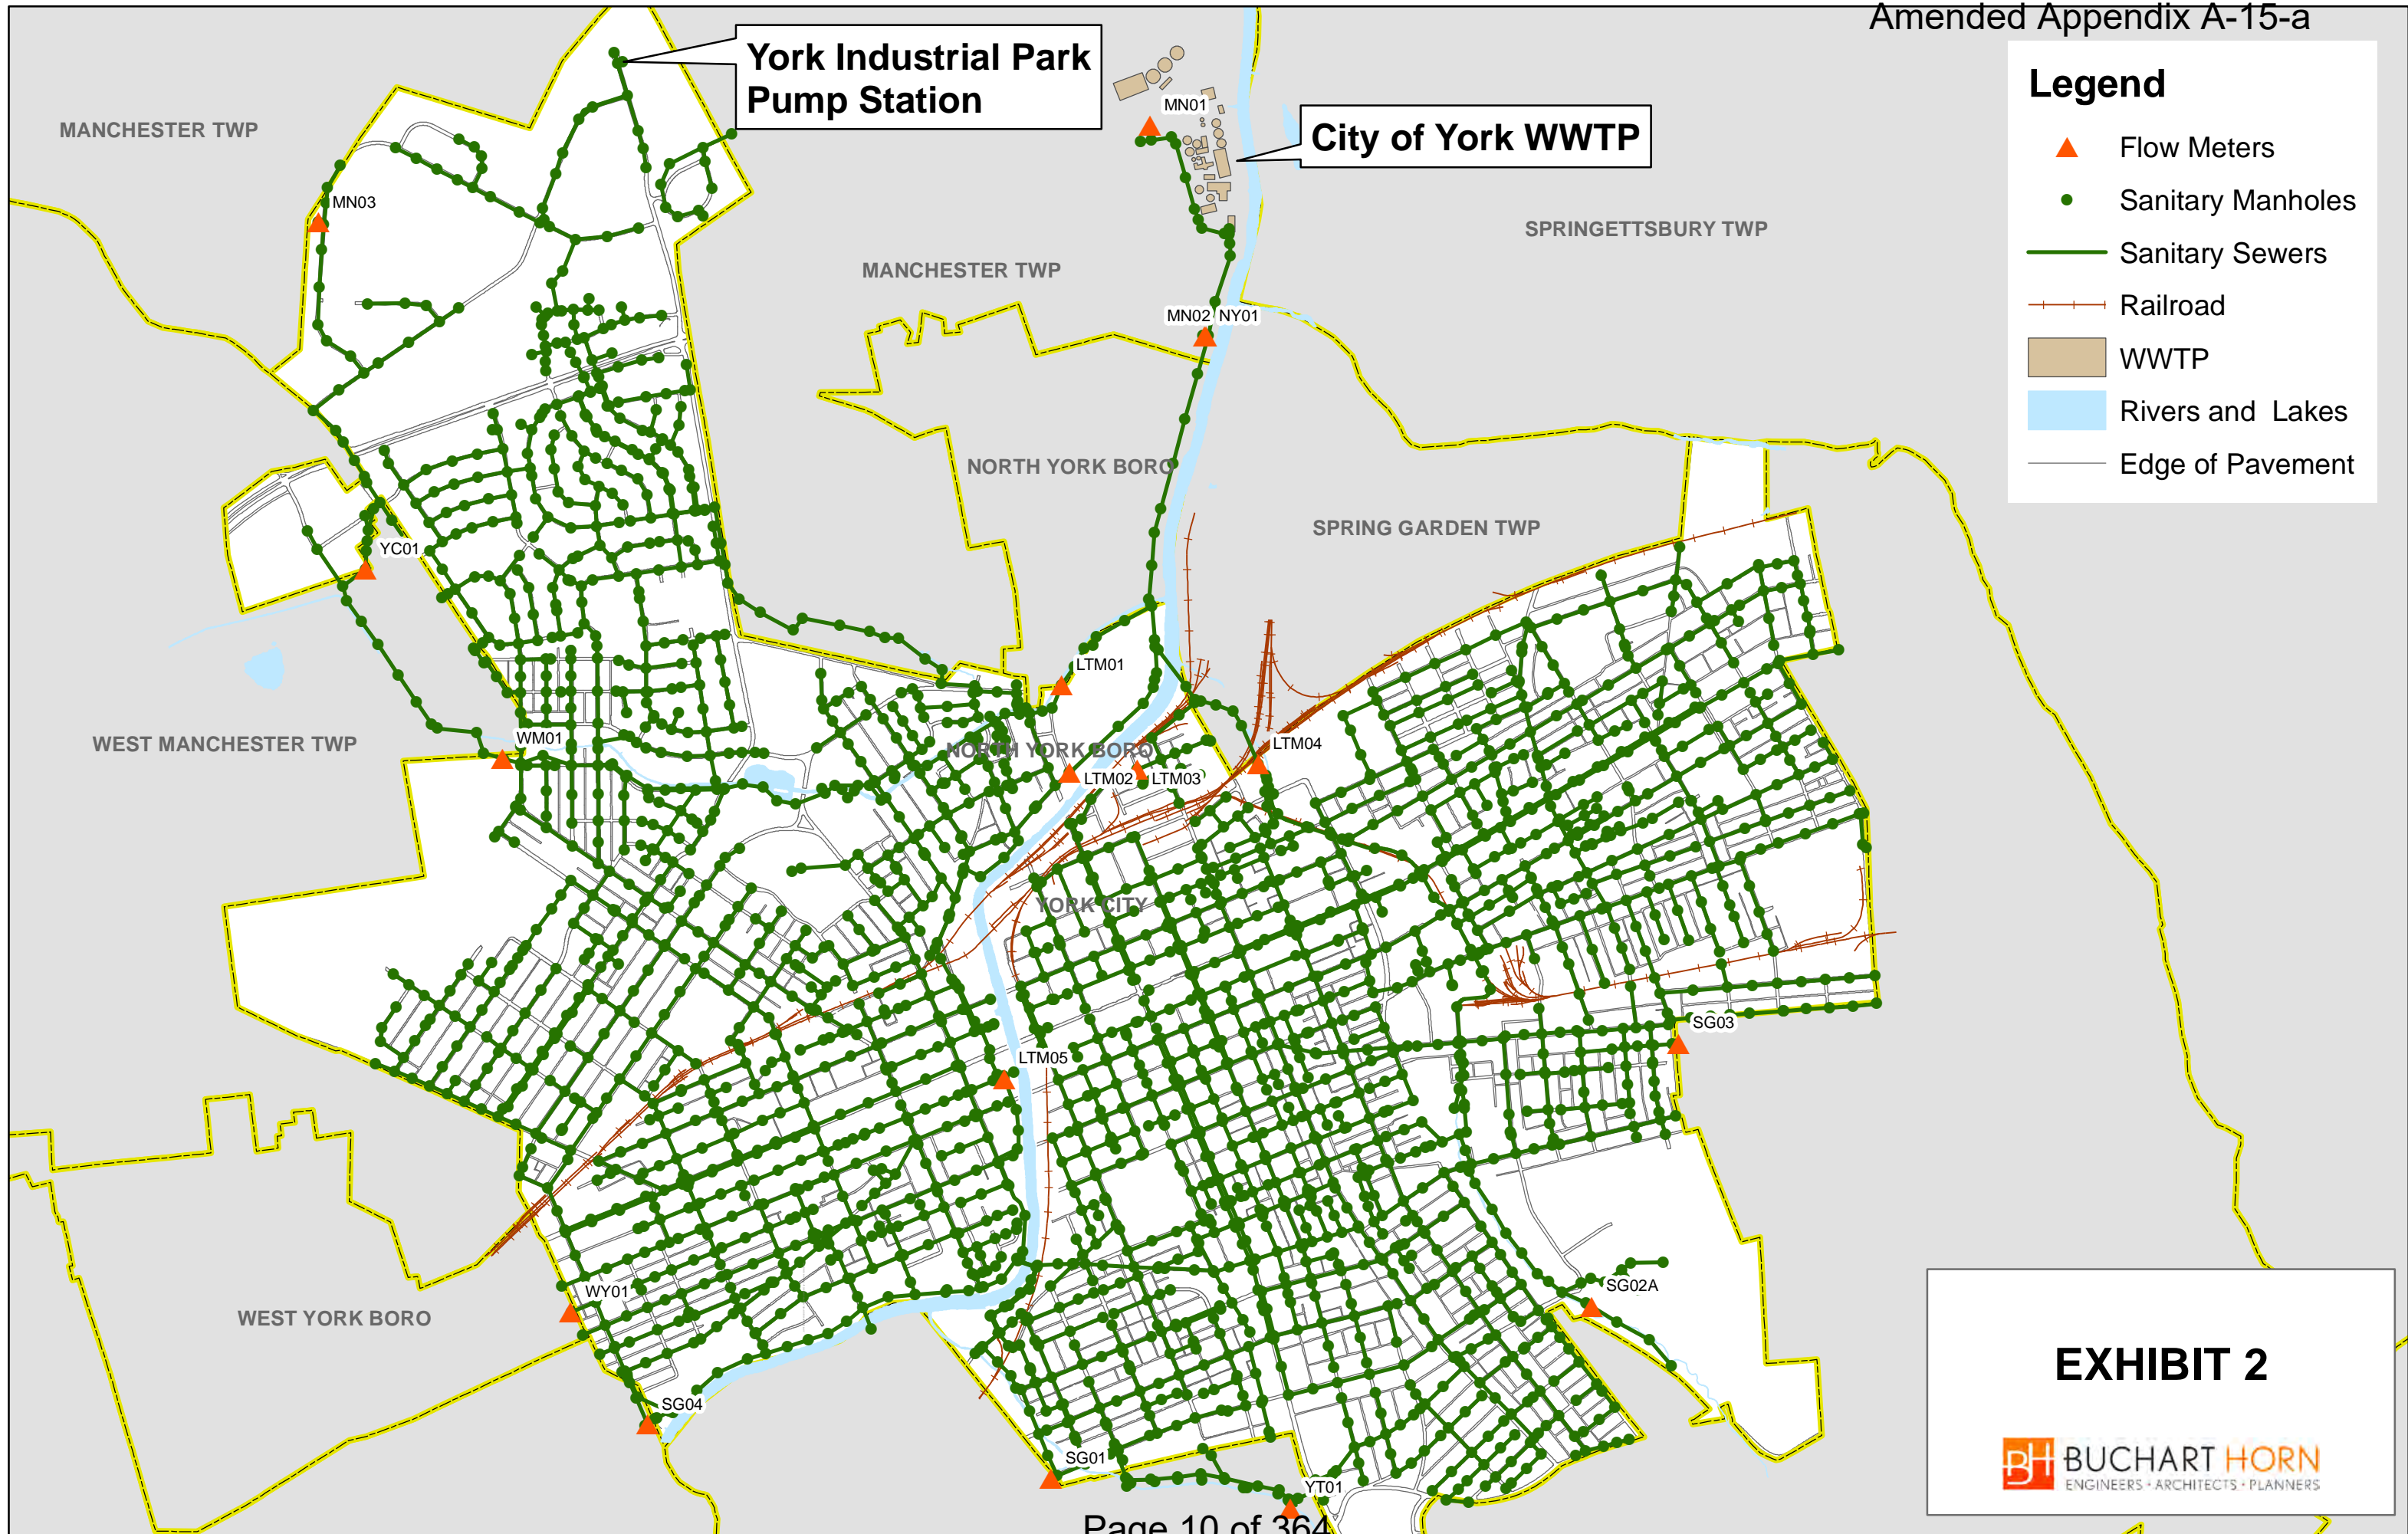 Amended Appendix A-15-a
York Industrial Park
Pump Station
City of York WWTP
Legend
Flow Meters
Sanitary Manholes
Sanitary Sewers
Railroad
WWTP
Rivers and Lakes
Edge of Pavement
MANCHESTER TWP
MN01
MN03
SPRINGETTSBURY TWP
MANCHESTER TWP
MN02 NY01
NORTH YORK BORO
SPRING GARDEN TWP
YC01
LTM01
WEST MANCHESTER TWP
WM01
NORTH YORK BORO
LTM04
LTM02
LTM03
YORK CITY
SG03
LTM05
SG02A
WY01
WEST YORK BORO
SG04
SG01
YT01
EXHIBIT 2
BH BUCHART HORN
ENGINEERS • ARCHITECTS • PLANNERS
Page 10 of 364